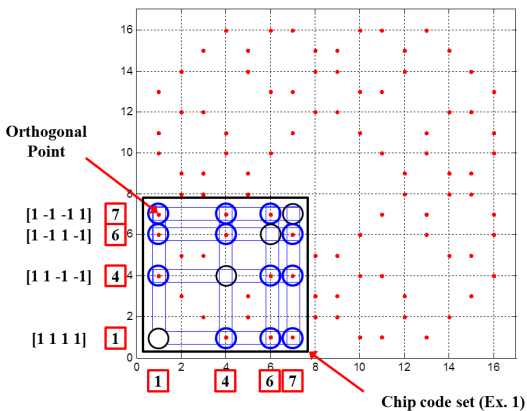 16
14
12
10
8
6
4
2
0
Orthogonal
Point
[1 -1 -1 1] 7
[1 -1 1 -1] 6
[1 1 -1 -1] 4
[1 1 1 1] 1
0 2 4 6 8 10 12 14 16
1 4 6 7
Chip code set (Ex. 1)